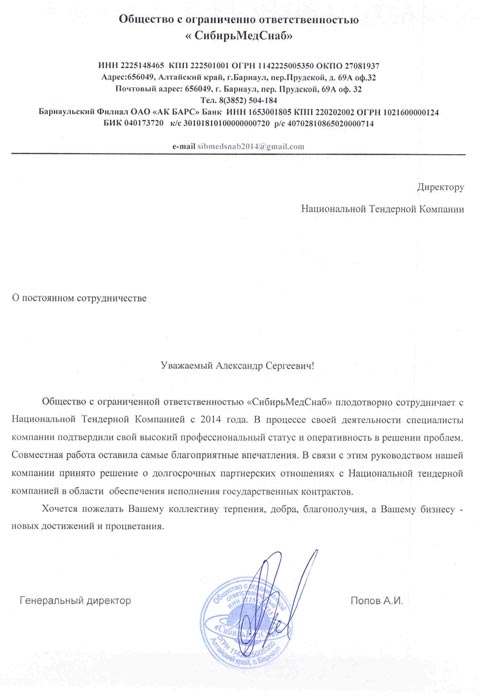 Общество с ограниченно ответственностью
« СибирьМедСнаб»
ИНН 2225148465 КПП 222501001 ОГРН 1142225005350 ОКПО 27081937
Адрес:656049, Алтайский край, г.Барнаул, пер.Прудской, д. 69А оф.32
Почтовый адрес: 656049, г. Барнаул, пер. Прудской, 69А оф. 32
Тел. 8(3852) 504-184
Барнаульский Филиал ОАО «АК БАРС» Банк ИНН 1653001805 КПП 220202002 ОГРН 1021600000124
БИК 040173720 к/с 30101810100000000720 р/с 40702810865020000714
e-mail sibmedsnab2014@gmail.com
Директору
Национальной Тендерной Компании
О постоянном сотрудничестве
Уважаемый Александр Сергеевич!
Общество с ограниченной ответственностью «СибирьМедСнаб» плодотворно сотрудничает с
Национальной Тендерной Компанией с 2014 года. В процессе своей деятельности специалисты
компании подтвердили свой высокий профессиональный статус и оперативность в решении проблем.
Совместная работа оставила самые благоприятные впечатления. В связи с этим руководством нашей
компании принято решение о долгосрочных партнерских отношениях с Национальной тендерной
компанией в области обеспечения исполнения государственных контрактов.
Хочется пожелать Вашему коллективу терпения, добра, благополучия, а Вашему бизнесу -
новых достижений и процветания.
Генеральный директор Попов А.И.